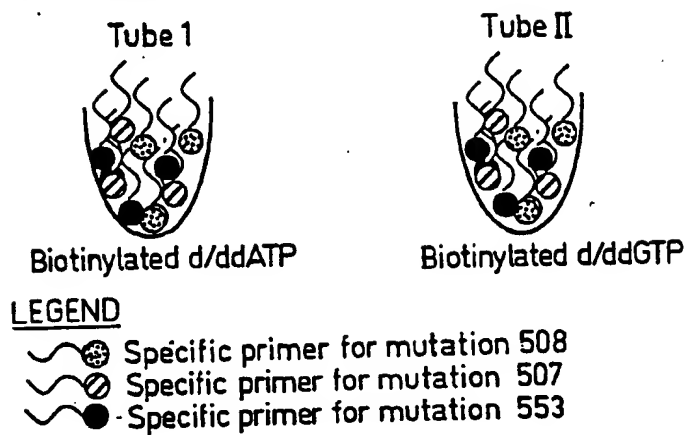 Tube 1
Tube II
Biotinylated d/ddATP
Biotinylated d/ddGTP
LEGEND
Specific primer for mutation 508
Specific primer for mutation 507
Specific primer for mutation 553